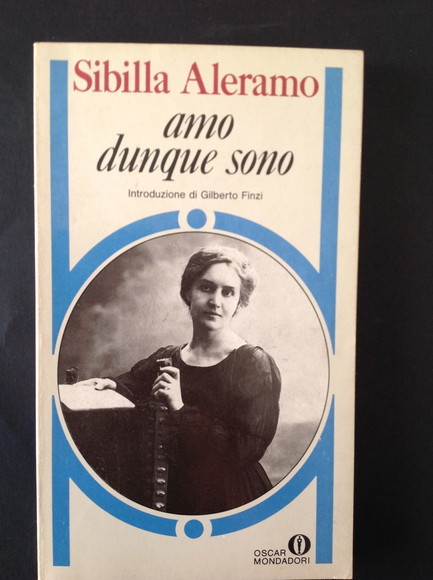 Sibilla Aleramo
amo
dunque sono
Introduzione di Gilberto Finzi
OSCAR
MONDADORI